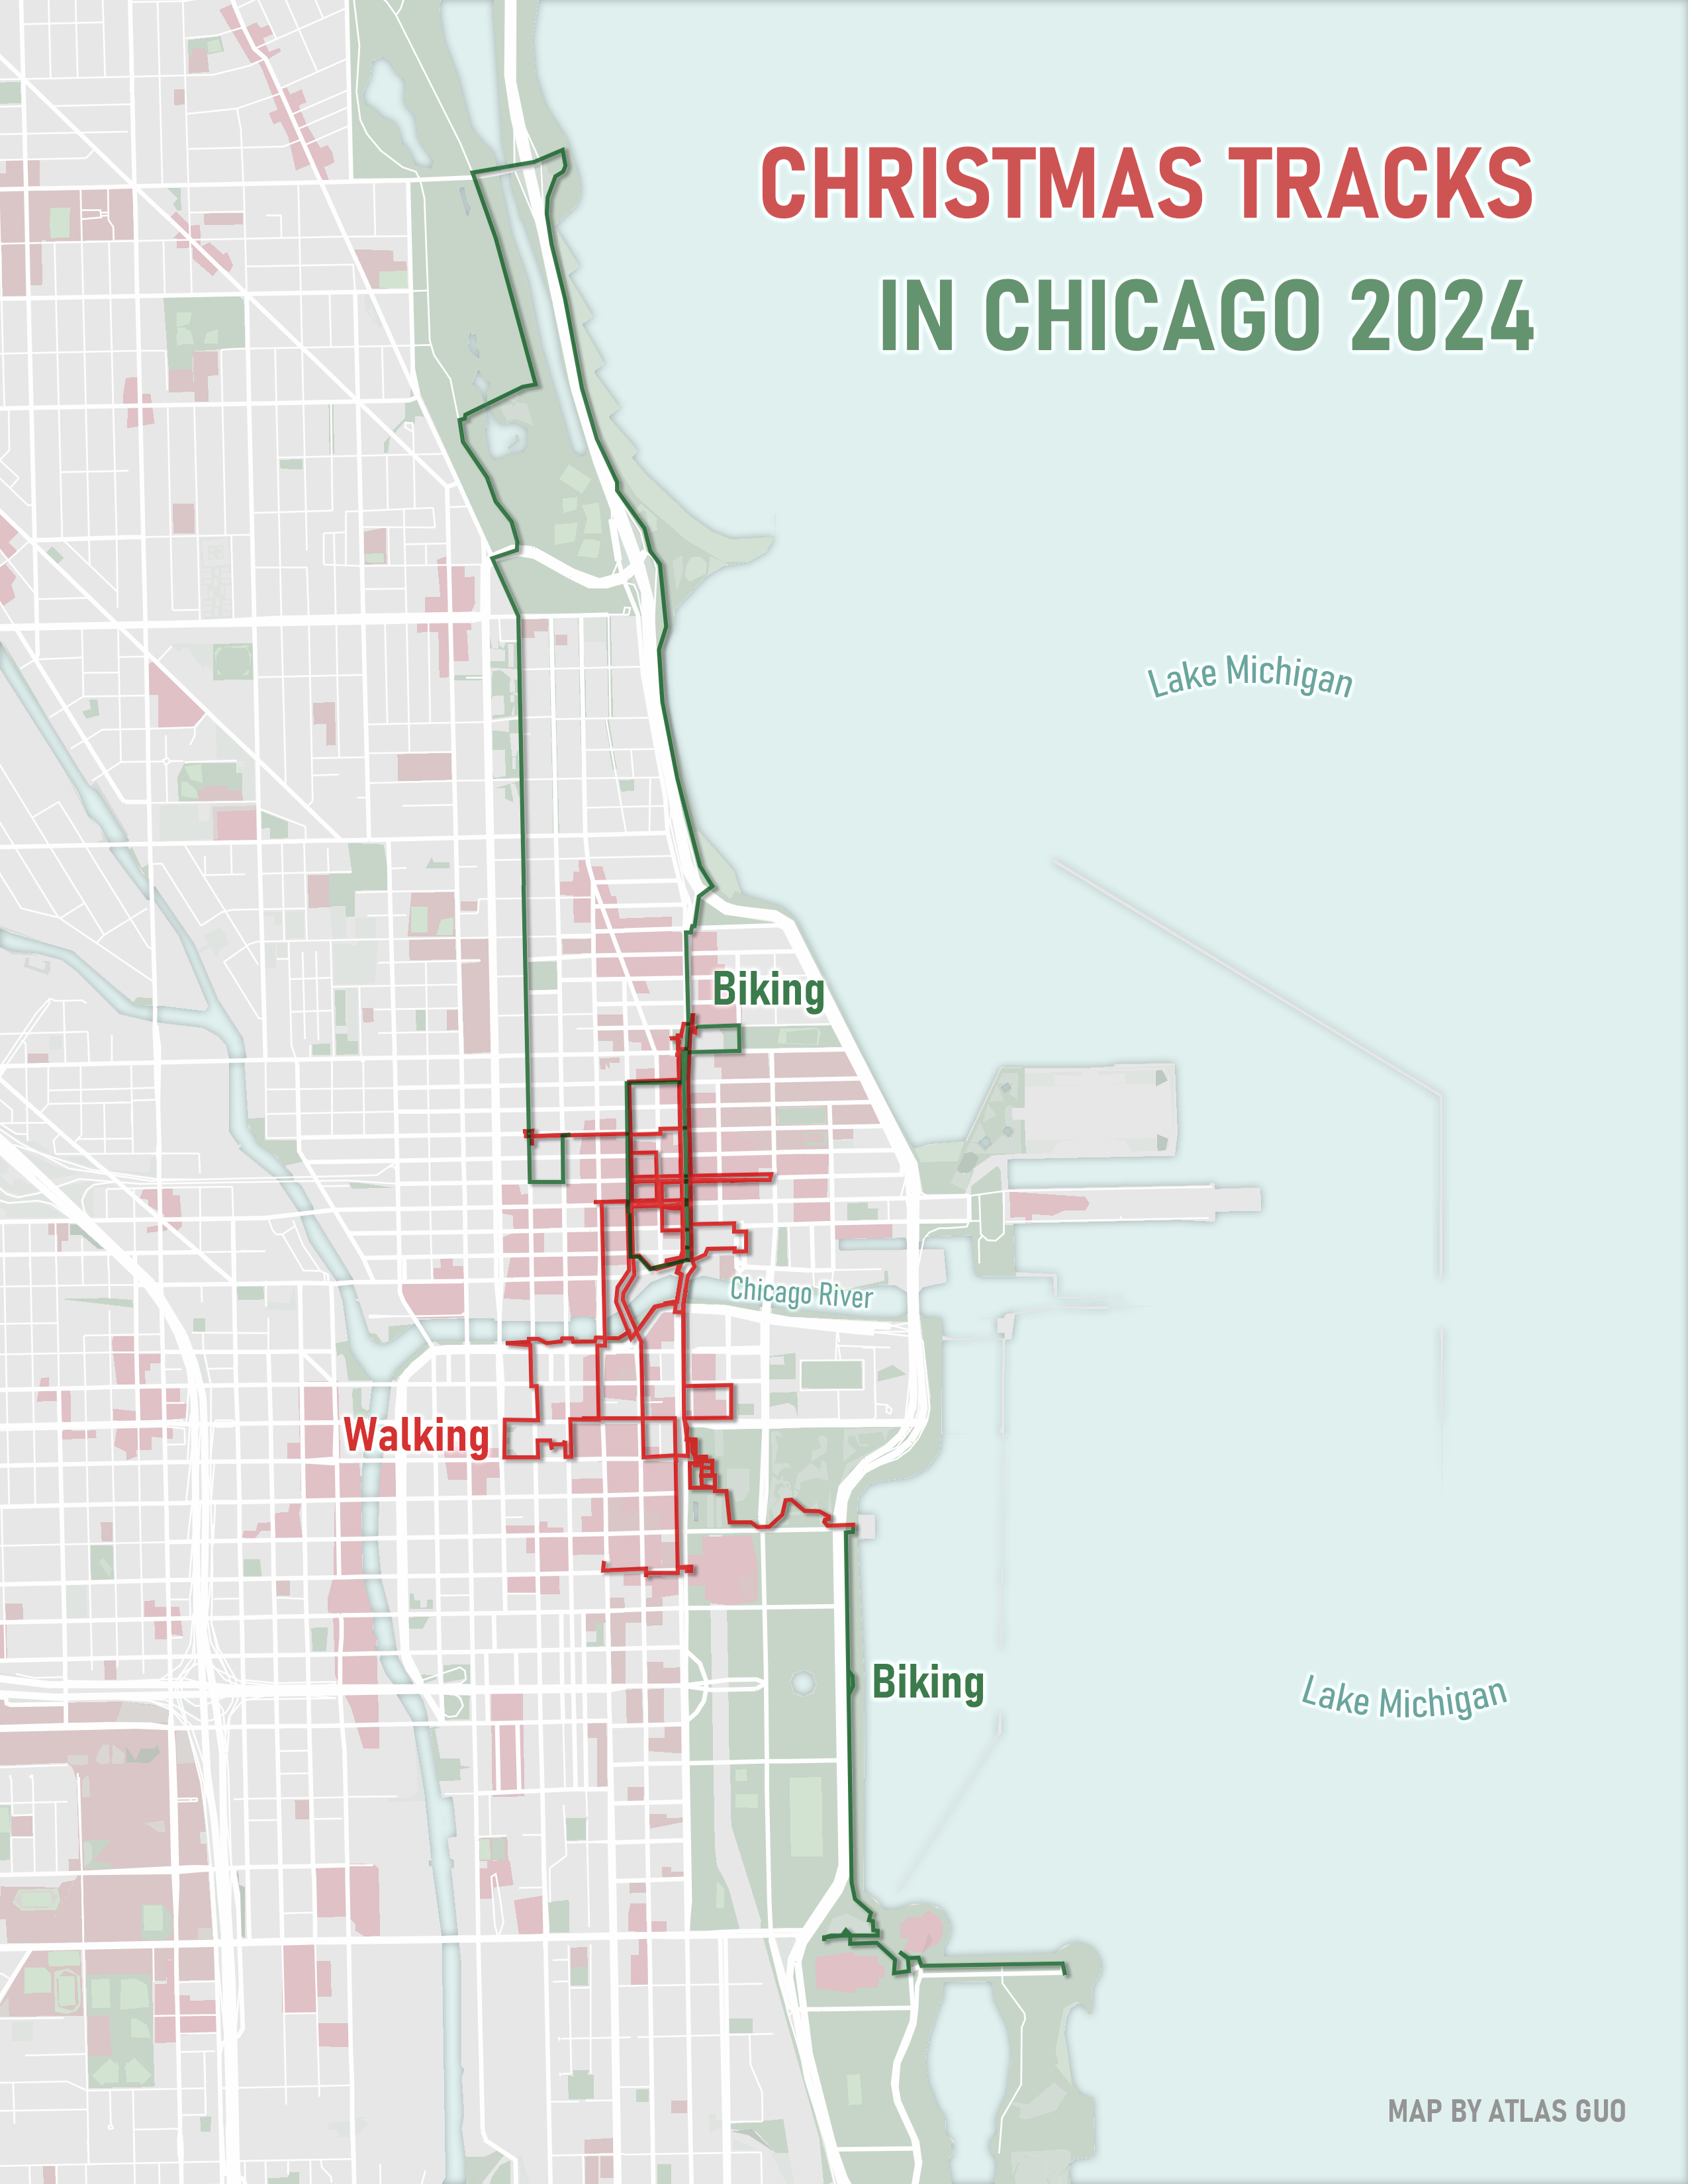 CHRISTMAS TRACKS
IN CHICAGO 2024
Lake Michigan
Biking
Chicago River
Walking
Biking
Lake Michigan
MAP BY ATLAS GUO